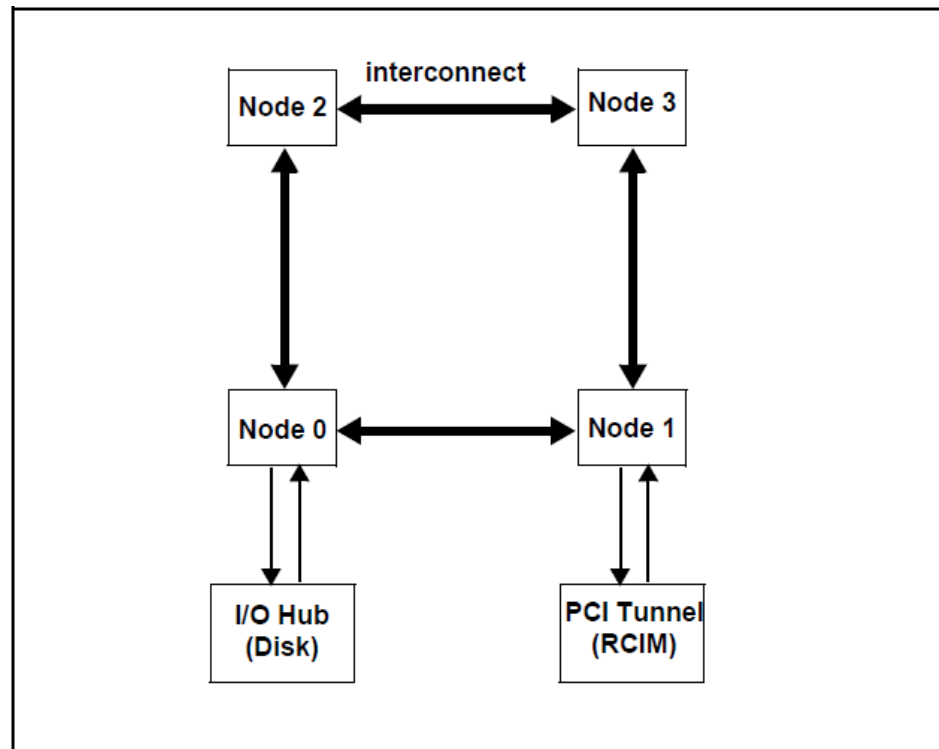 interconnect
Node 2
Node 3
Node 0
Node 1
I/O Hub
(Disk)
PCI Tunnel
(RCIM)